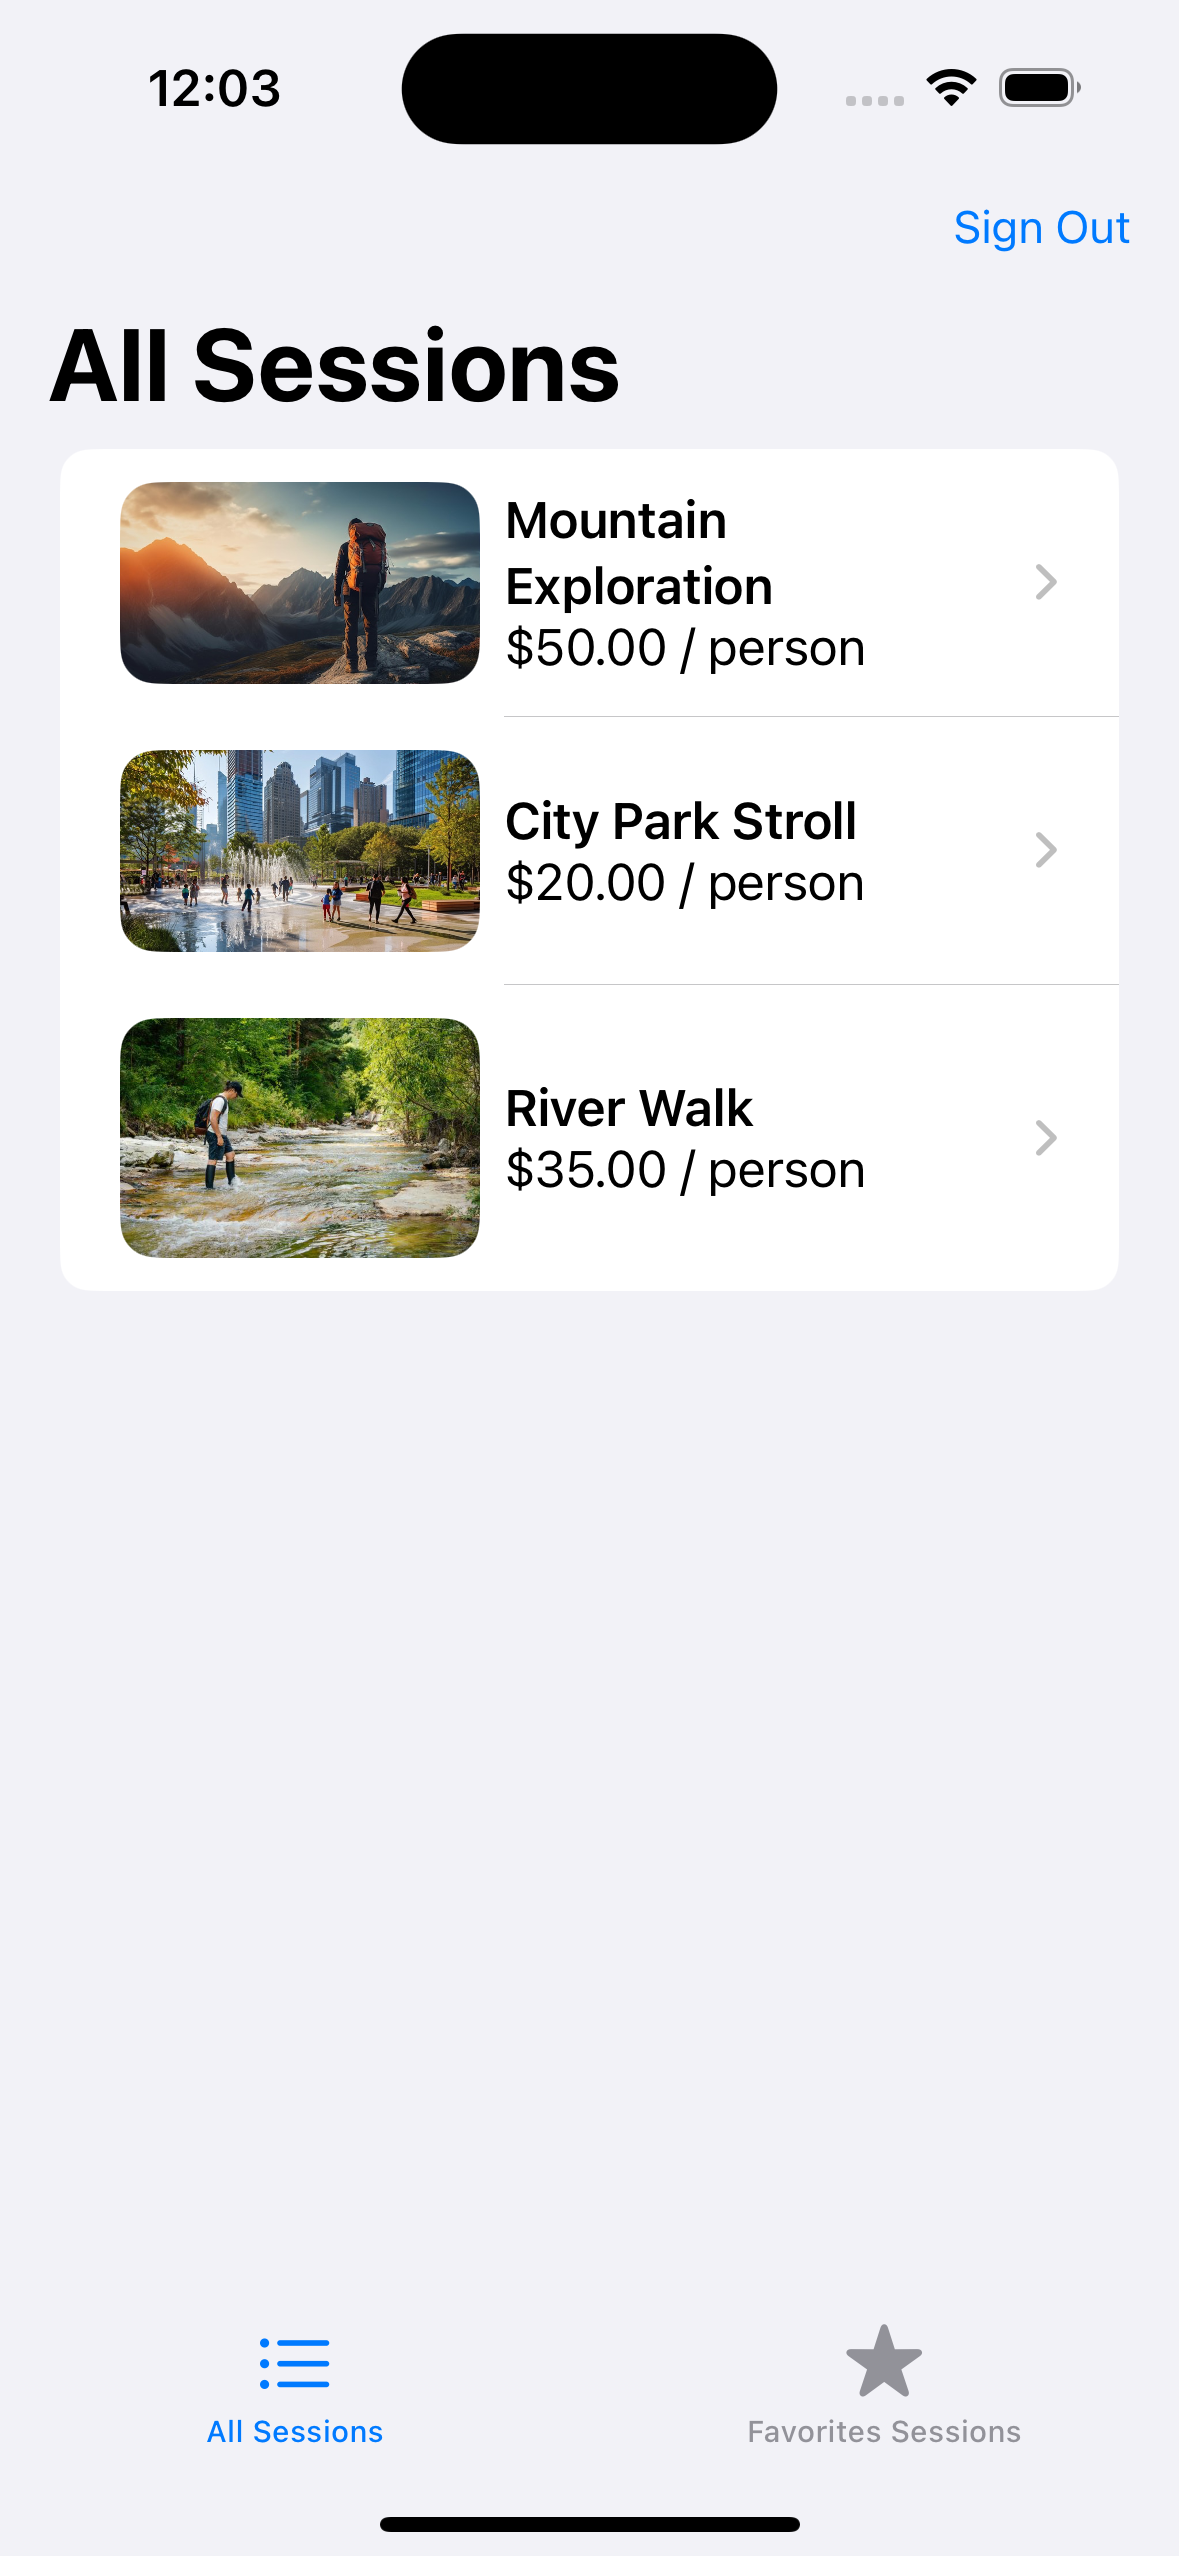 12:03
Sign Out
All Sessions
Mountain
Exploration
$50.00 / person
City Park Stroll
$20.00 / person
River Walk
$35.00 / person
All Sessions
Favorites Sessions